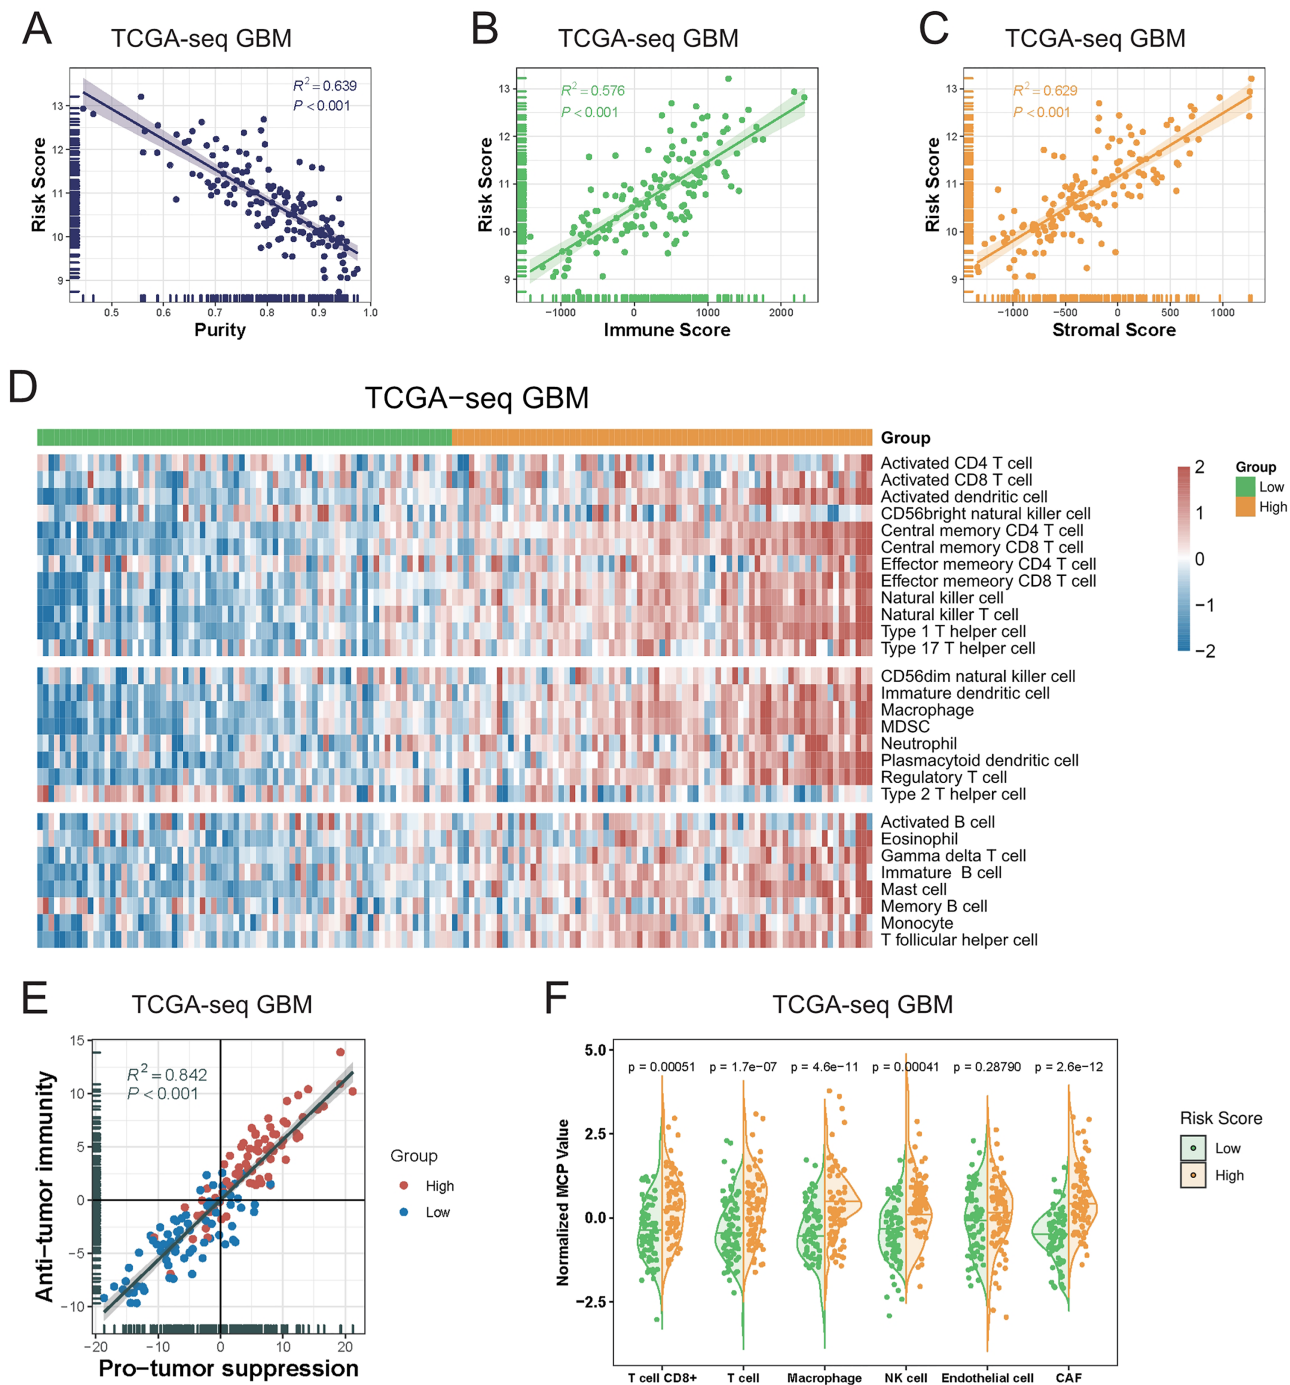 A
TCGA-seq GBM
R² = 0.639
P < 0.001
13
12
11
10
9
Risk Score
0.5
0.6
0.7
0.8
0.9
1.0
Purity
B
TCGA-seq GBM
R² = 0.576
P < 0.001
13
12
11
10
9
Risk Score
−1000
0
1000
2000
Immune Score
C
TCGA-seq GBM
R² = 0.629
P < 0.001
13
12
11
10
9
Risk Score
−1000
−500
0
500
1000
Stromal Score
D
TCGA−seq GBM
Group
Activated CD4 T cell
Activated CD8 T cell
Activated dendritic cell
CD56bright natural killer cell
Central memory CD4 T cell
Central memory CD8 T cell
Effector memeory CD4 T cell
Effector memeory CD8 T cell
Natural killer cell
Natural killer T cell
Type 1 T helper cell
Type 17 T helper cell
CD56dim natural killer cell
Immature dendritic cell
Macrophage
MDSC
Neutrophil
Plasmacytoid dendritic cell
Regulatory T cell
Type 2 T helper cell
Activated B cell
Eosinophil
Gamma delta T cell
Immature  B cell
Mast cell
Memory B cell
Monocyte
T follicular helper cell
2
1
0
−1
−2
Group
Low
High
E
TCGA-seq GBM
R² = 0.842
P < 0.001
15
10
5
0
−5
−10
Anti−tumor immunity
−20
−10
0
10
20
Pro−tumor suppression
Group
High
Low
F
TCGA-seq GBM
p = 0.00051
p = 1.7e−07
p = 4.6e−11
p = 0.00041
p = 0.28790
p = 2.6e−12
5.0
2.5
0.0
−2.5
Normalized MCP Value
T cell CD8+
T cell
Macrophage
NK cell
Endothelial cell
CAF
Risk Score
Low
High